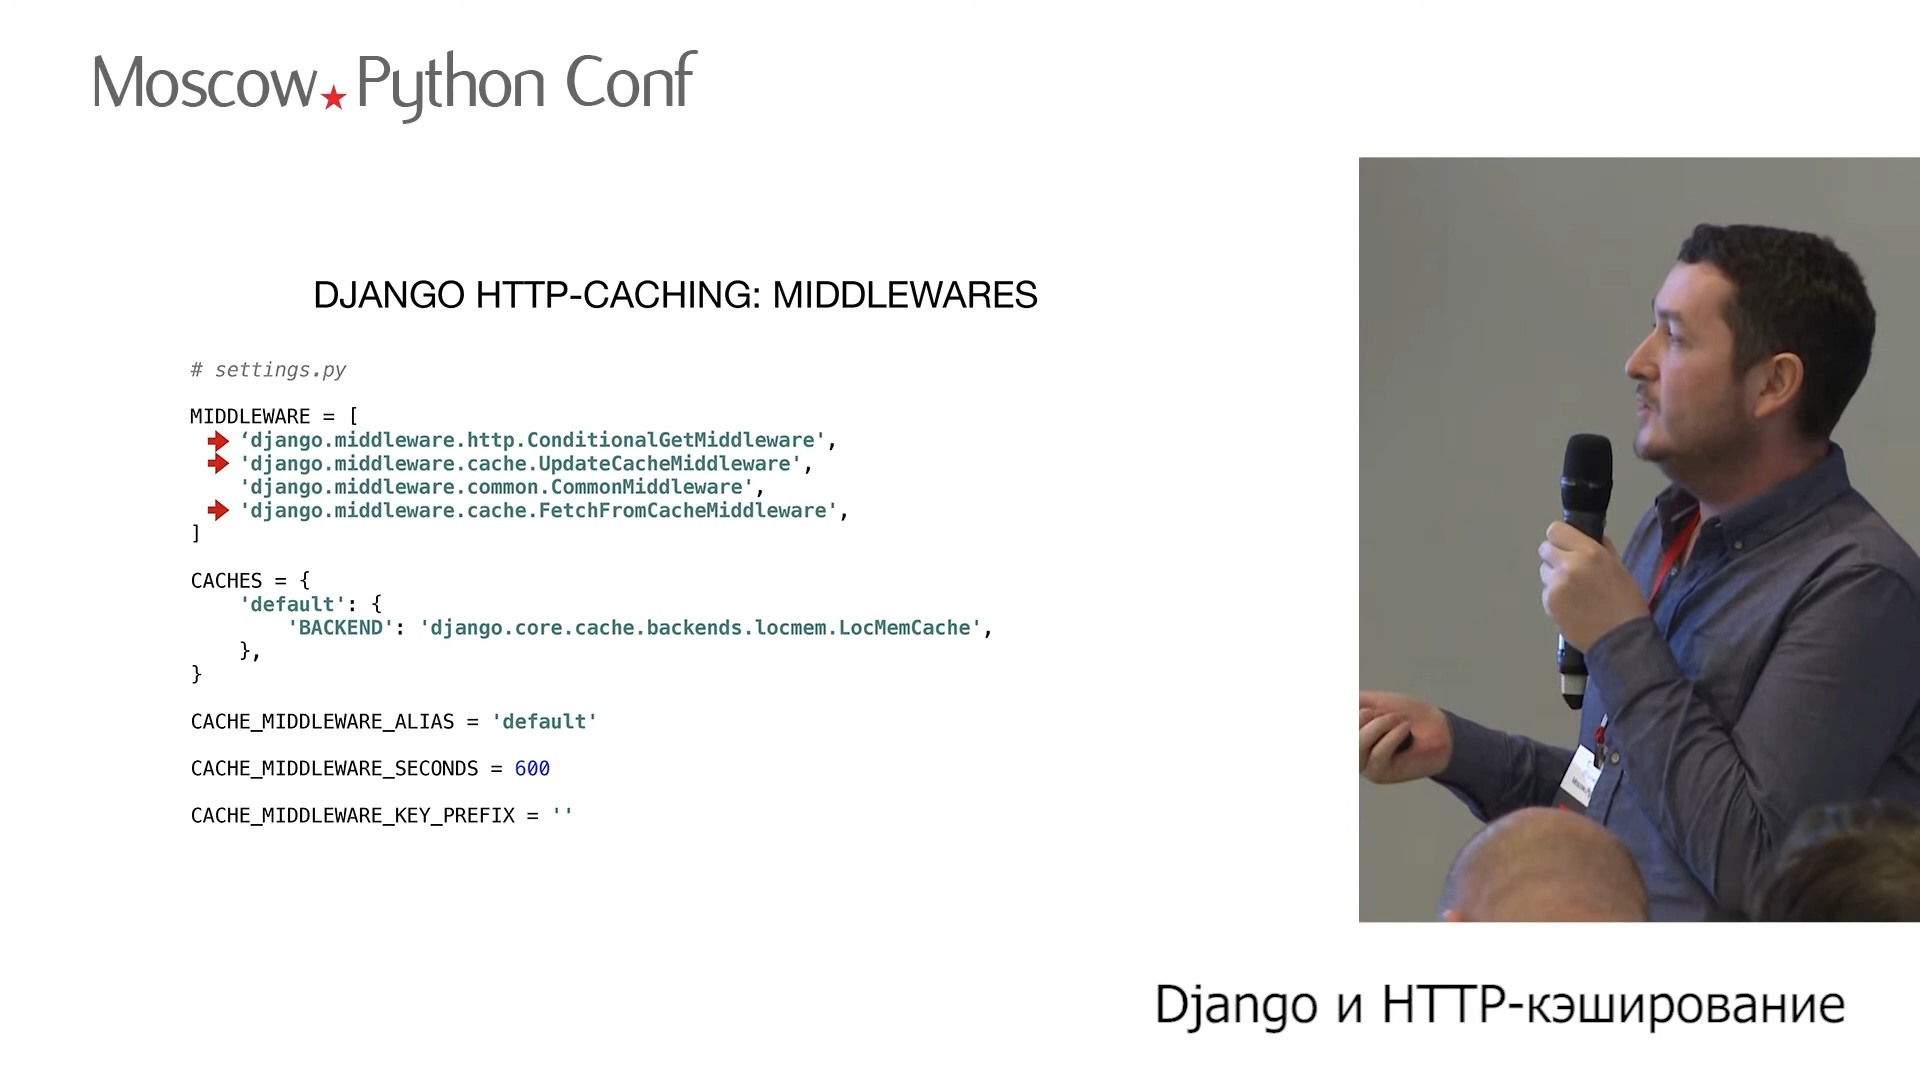 Moscow Python Conf
DJANGO HTTP-CACHING: MIDDLEWARES
# settings.py
MIDDLEWARE = [
‘django.middleware.http.ConditionalGetMiddleware',
'django.middleware.cache.UpdateCacheMiddleware',
'django.middleware.common.CommonMiddleware',
'django.middleware.cache.FetchFromCacheMiddleware',
]
CACHES = {
'default': {
'BACKEND': 'django.core.cache.backends.locmem.LocMemCache',
},
}
CACHE_MIDDLEWARE_ALIAS = 'default'
CACHE_MIDDLEWARE_SECONDS = 600
CACHE_MIDDLEWARE_KEY_PREFIX = ''
Django и HTTP-кэширование